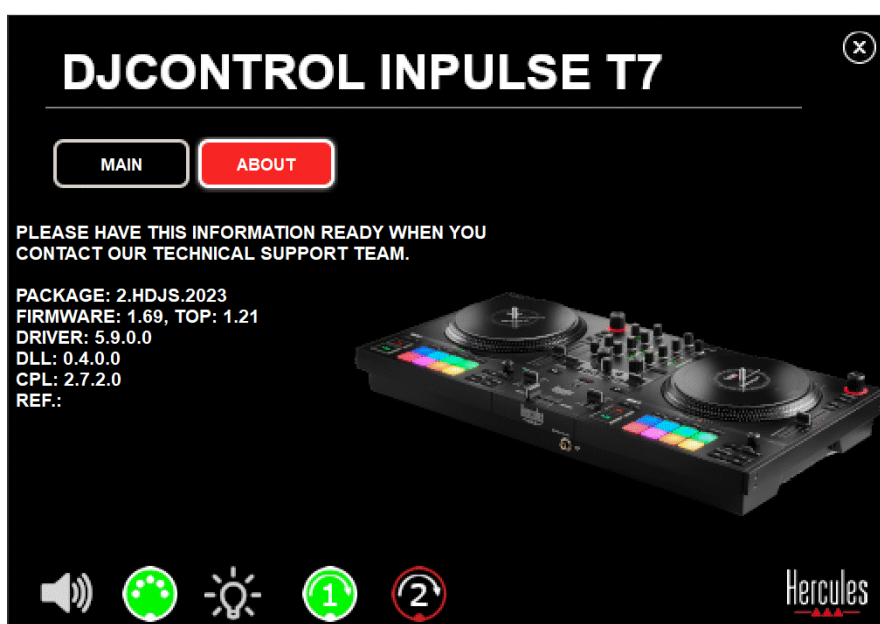 DJCONTROL INPULSE T7
MAIN
ABOUT
PLEASE HAVE THIS INFORMATION READY WHEN YOU
CONTACT OUR TECHNICAL SUPPORT TEAM.
PACKAGE: 2.HDJS.2023
FIRMWARE: 1.69, TOP: 1.21
DRIVER: 5.9.0.0
DLL: 0.4.0.0
CPL: 2.7.2.0
REF.:
1
2
Hercules